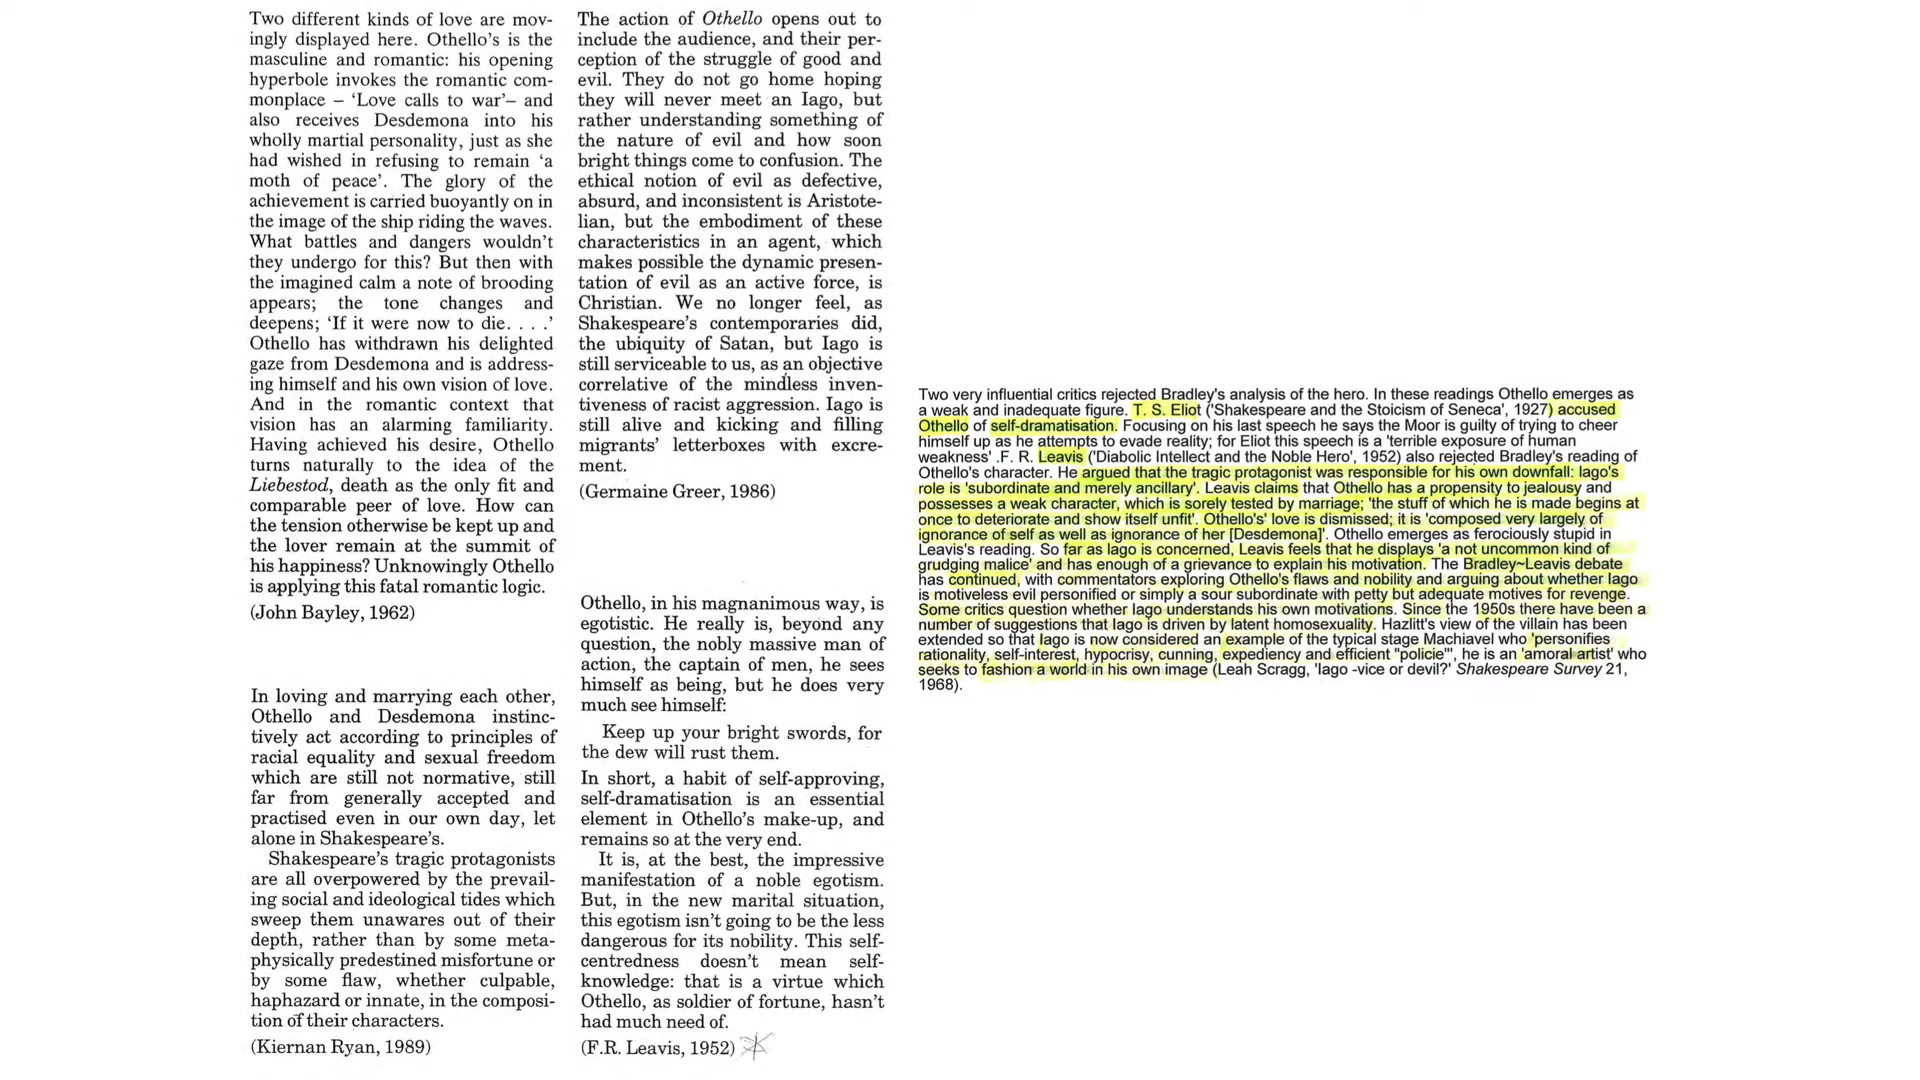 Two different kinds of love are mov-
ingly displayed here. Othello's is the
masculine and romantic: his opening
hyperbole invokes the romantic com-
monplace – 'Love calls to war'– and
also receives Desdemona into his
wholly martial personality, just as she
had wished in refusing to remain 'a
moth of peace'. The glory of the
achievement is carried buoyantly on in
the image of the ship riding the waves.
What battles and dangers wouldn't
they undergo for this? But then with
the imagined calm a note of brooding
appears; the tone changes and
deepens; 'If it were now to die. . . .'
Othello has withdrawn his delighted
gaze from Desdemona and is address-
ing himself and his own vision of love.
And in the romantic context that
vision has an alarming familiarity.
Having achieved his desire, Othello
turns naturally to the idea of the
Liebestod, death as the only fit and
comparable peer of love. How can
the tension otherwise be kept up and
the lover remain at the summit of
his happiness? Unknowingly Othello
is applying this fatal romantic logic.
(John Bayley, 1962)
In loving and marrying each other,
Othello and Desdemona instinc-
tively act according to principles of
racial equality and sexual freedom
which are still not normative, still
far from generally accepted and
practised even in our own day, let
alone in Shakespeare's.
Shakespeare's tragic protagonists
are all overpowered by the prevail-
ing social and ideological tides which
sweep them unawares out of their
depth, rather than by some meta-
physically predestined misfortune or
by some flaw, whether culpable,
haphazard or innate, in the composi-
tion of their characters.
(Kiernan Ryan, 1989)
The action of Othello opens out to
include the audience, and their per-
ception of the struggle of good and
evil. They do not go home hoping
they will never meet an Iago, but
rather understanding something of
the nature of evil and how soon
bright things come to confusion. The
ethical notion of evil as defective,
absurd, and inconsistent is Aristote-
lian, but the embodiment of these
characteristics in an agent, which
makes possible the dynamic presen-
tation of evil as an active force, is
Christian. We no longer feel, as
Shakespeare's contemporaries did,
the ubiquity of Satan, but Iago is
still serviceable to us, as an objective
correlative of the mindless inven-
tiveness of racist aggression. Iago is
still alive and kicking and filling
migrants' letterboxes with excre-
ment.
(Germaine Greer, 1986)
Othello, in his magnanimous way, is
egotistic. He really is, beyond any
question, the nobly massive man of
action, the captain of men, he sees
himself as being, but he does very
much see himself:
Keep up your bright swords, for
the dew will rust them.
In short, a habit of self-approving,
self-dramatisation is an essential
element in Othello's make-up, and
remains so at the very end.
It is, at the best, the impressive
manifestation of a noble egotism.
But, in the new marital situation,
this egotism isn't going to be the less
dangerous for its nobility. This self-
centredness doesn't mean self-
knowledge: that is a virtue which
Othello, as soldier of fortune, hasn't
had much need of.
(F.R. Leavis, 1952)
Two very influential critics rejected Bradley's analysis of the hero. In these readings Othello emerges as
a weak and inadequate figure. T. S. Eliot ('Shakespeare and the Stoicism of Seneca', 1927) accused
Othello of self-dramatisation. Focusing on his last speech he says the Moor is guilty of trying to cheer
himself up as he attempts to evade reality; for Eliot this speech is a 'terrible exposure of human
weakness' .F. R. Leavis ('Diabolic Intellect and the Noble Hero', 1952) also rejected Bradley's reading of
Othello's character. He argued that the tragic protagonist was responsible for his own downfall: Iago's
role is 'subordinate and merely ancillary'. Leavis claims that Othello has a propensity to jealousy and
possesses a weak character, which is sorely tested by marriage; 'the stuff of which he is made begins at
once to deteriorate and show itself unfit'. Othello's' love is dismissed; it is 'composed very largely of
ignorance of self as well as ignorance of her [Desdemona]'. Othello emerges as ferociously stupid in
Leavis's reading. So far as Iago is concerned, Leavis feels that he displays 'a not uncommon kind of
grudging malice' and has enough of a grievance to explain his motivation. The Bradley~Leavis debate
has continued, with commentators exploring Othello's flaws and nobility and arguing about whether Iago
is motiveless evil personified or simply a sour subordinate with petty but adequate motives for revenge.
Some critics question whether Iago understands his own motivations. Since the 1950s there have been a
number of suggestions that Iago is driven by latent homosexuality. Hazlitt's view of the villain has been
extended so that Iago is now considered an example of the typical stage Machiavel who 'personifies
rationality, self-interest, hypocrisy, cunning, expediency and efficient "policie"', he is an 'amoral artist' who
seeks to fashion a world in his own image (Leah Scragg, 'Iago -vice or devil?' Shakespeare Survey 21,
1968).